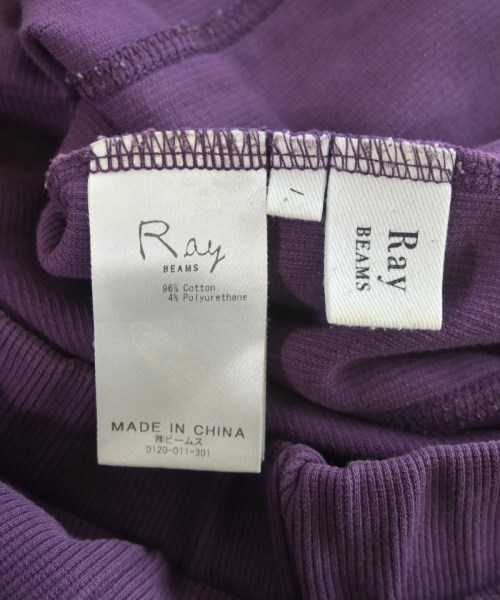 Ray
BEAMS
96% Cotton
4% Polyurethane
MADE IN CHINA
㈱ビームス
0120-011-301
Ray
BEAMS